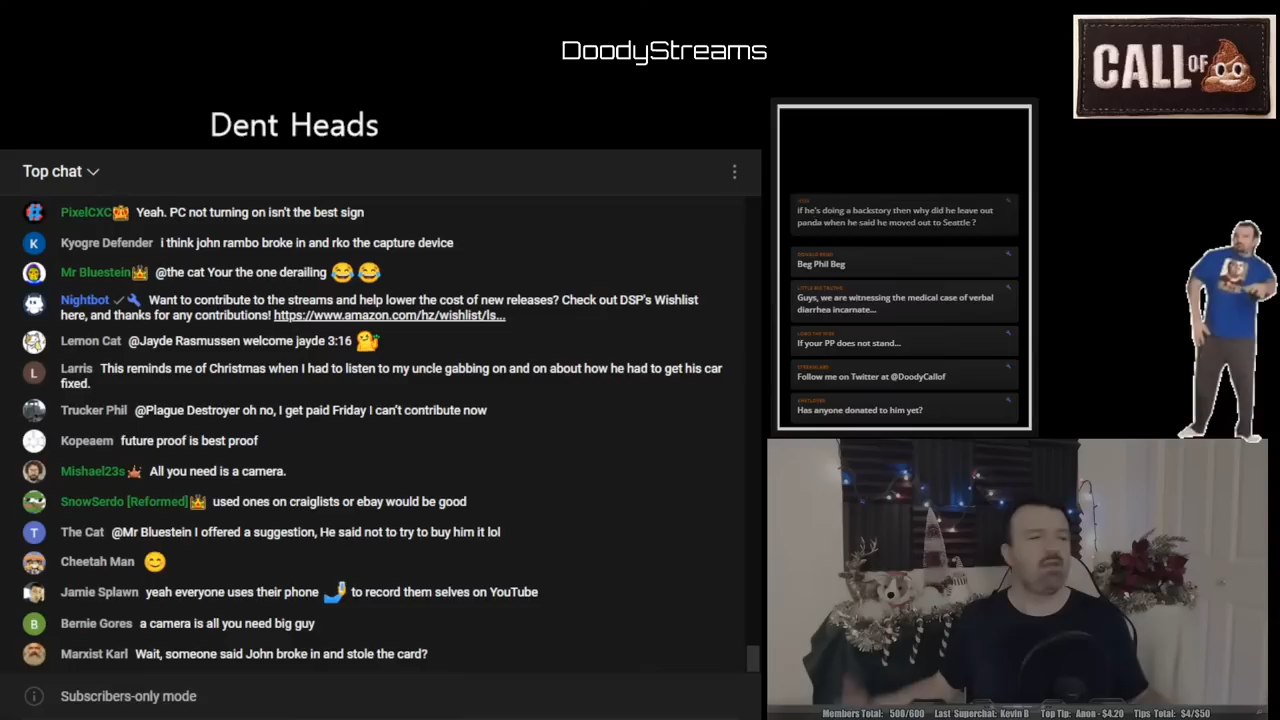 DoodyStreams
CALL OF
Dent Heads
Top chat
PixelCXC Yeah. PC not turning on isn't the best sign
Kyogre Defender i think john rambo broke in and rko the capture device
Mr Bluestein @the cat Your the one derailing
Nightbot Want to contribute to the streams and help lower the cost of new releases? Check out DSP's Wishlist
here, and thanks for any contributions! https://www.amazon.com/hz/wishlist/ls...
Lemon Cat @Jayde Rasmussen welcome jayde 3:16
Larris This reminds me of Christmas when I had to listen to my uncle gabbing on and on about how he had to get his car
fixed.
Trucker Phil @Plague Destroyer oh no, I get paid Friday I can't contribute now
Kopeaem future proof is best proof
Mishael23s All you need is a camera.
SnowSerdo [Reformed] used ones on craiglists or ebay would be good
The Cat @Mr Bluestein I offered a suggestion, He said not to try to buy him it lol
Cheetah Man
Jamie Splawn yeah everyone uses their phone to record them selves on YouTube
Bernie Gores a camera is all you need big guy
Marxist Karl Wait, someone said John broke in and stole the card?
Subscribers-only mode
if he's doing a backstory then why did he leave out
panda when he said he moved out to Seattle ?
Beg Phil Beg
Guys, we are witnessing the medical case of verbal
diarrhea incarnate...
If your PP does not stand...
STREAMLABS
Follow me on Twitter at @DoodyCallof
Has anyone donated to him yet?
Members Total: 508/600 Last Superchat: Kevin B Top Tip: Anon - $4.20 Tips Total: $4/$50